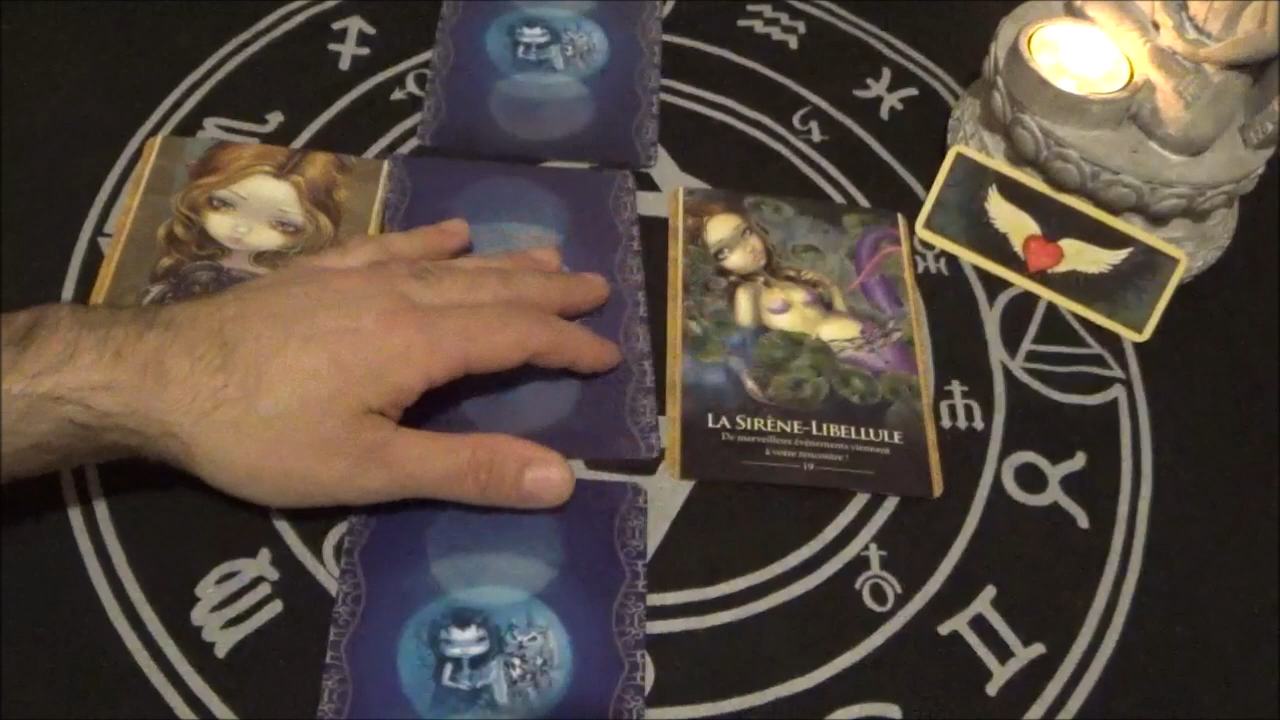 LA SIRÈNE-LIBELLULE
De merveilleux événements viennent
à votre rencontre !
19